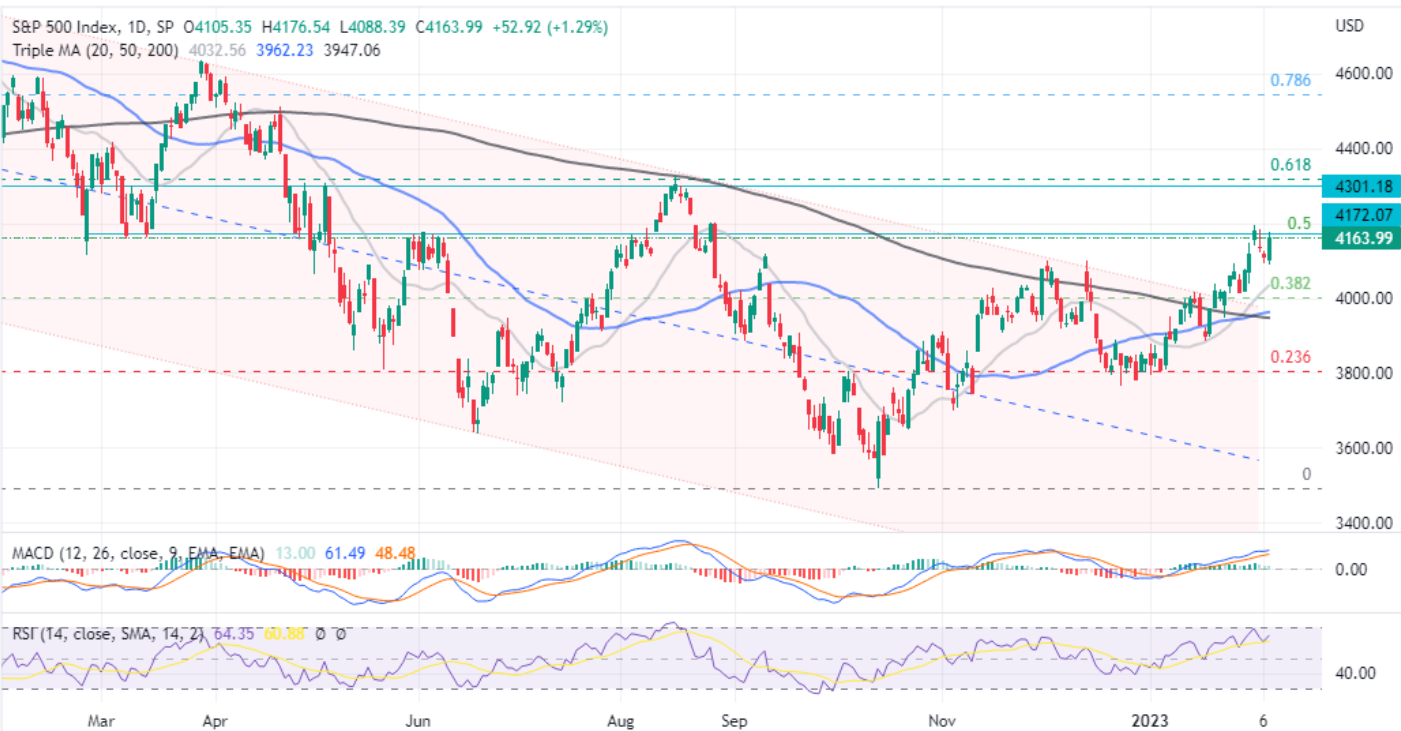 S&P 500 Index, 1D, SP O4105.35 H4176.54 L4088.39 C4163.99 +52.92 (+1.29%)
USD
Triple MA (20, 50, 200) 4032.56 3962.23 3947.06
4600.00
0.786
4400.00
0.618
4301.18
4172.07
0.5
4163.99
0.382
4000.00
0.236
3800.00
3600.00
0
3400.00
MACD (12, 26, close, 9, EMA, EMA) 13.00 61.49 48.48
0.00
RSI (14, close, SMA, 14, 2) 64.35 60.88 Ø Ø
40.00
Mar Apr Jun Aug Sep Nov 2023 6